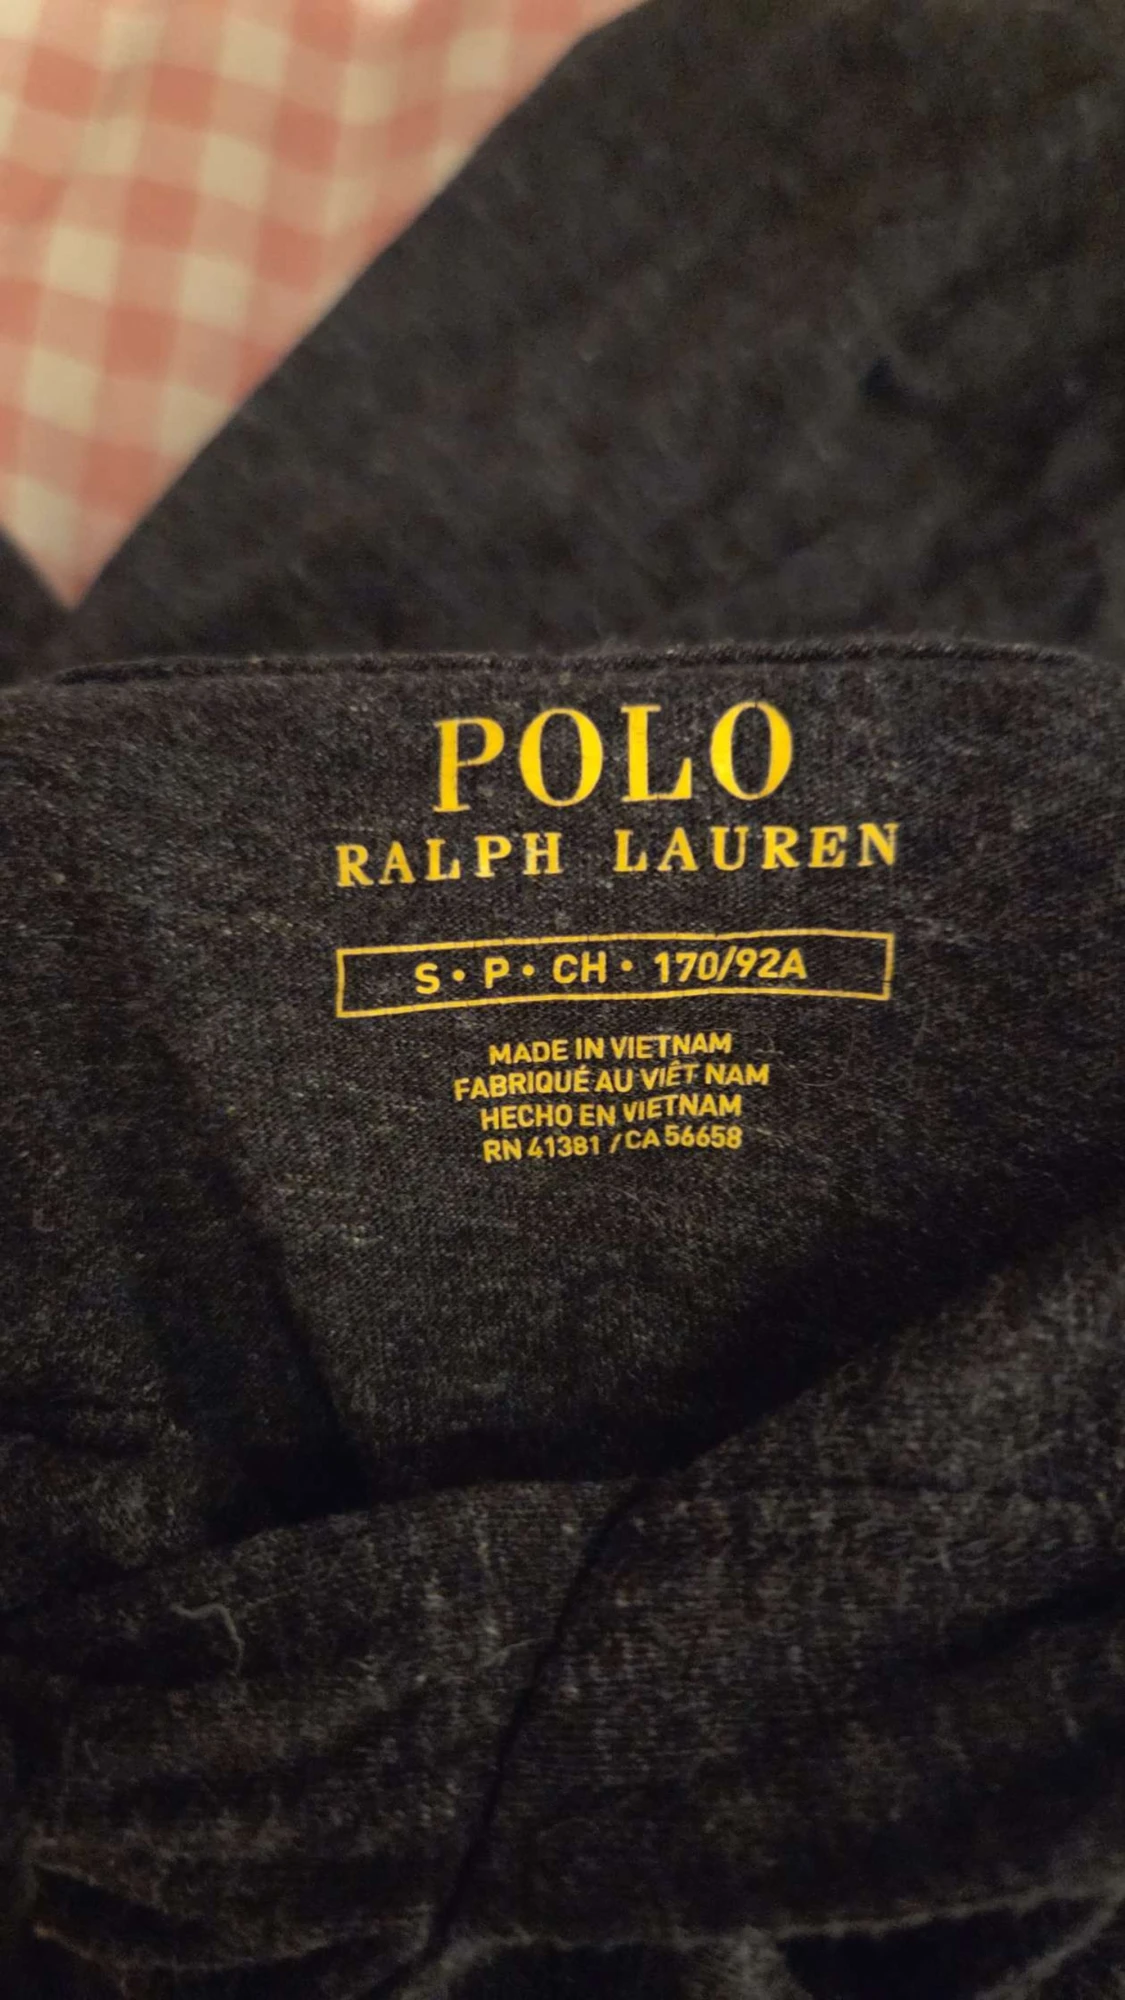 POLO
RALPH LAUREN
S • P • CH • 170/92A
MADE IN VIETNAM
FABRIQUÉ AU VIÊT NAM
HECHO EN VIETNAM
RN 41381 / CA 56658